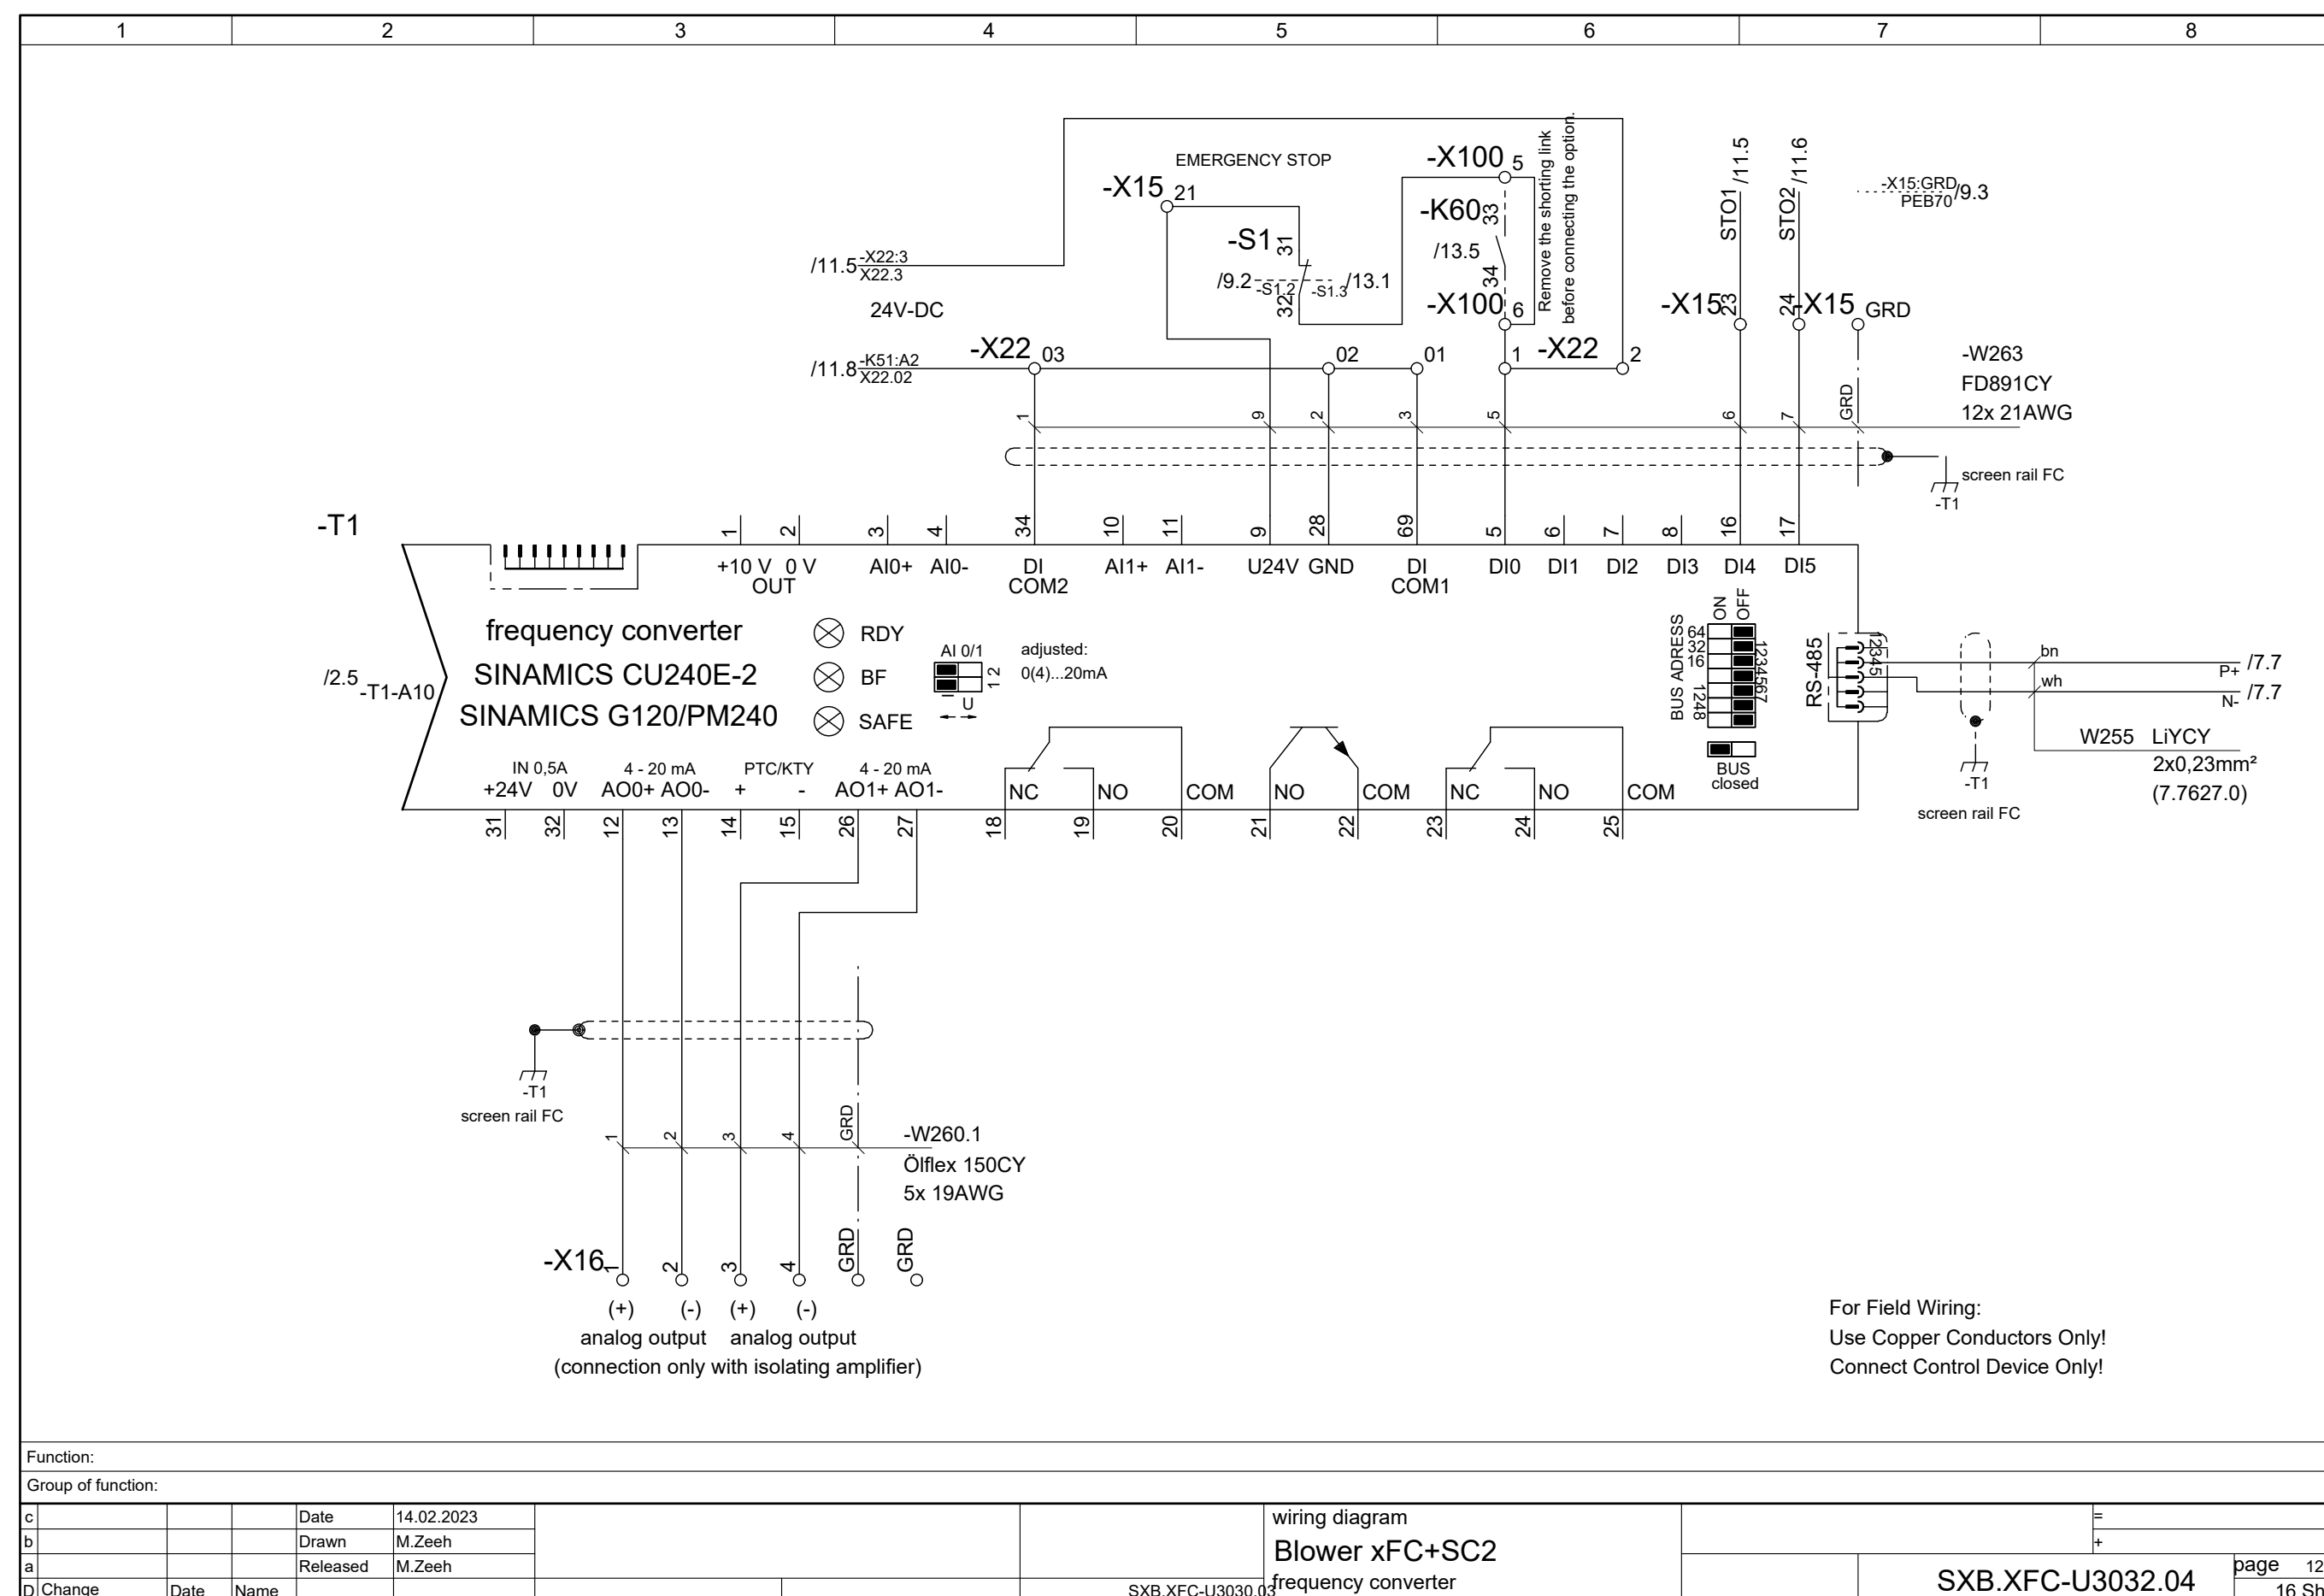 1 2 3 4 5 6 7 8
EMERGENCY STOP
-X15 21
-S1 31
32
/9.2 -S1.2 -S1.3 /13.1
-X100 5
-K60 33
/13.5
34
-X100 6
Remove the shorting link
before connecting the option.
STO1 /11.5
STO2 /11.6
-X15:GRD /9.3
PEB70
/11.5 -X22:3
X22.3
24V-DC
/11.8 -K51:A2
X22.02
-X22 03 02 01 1 -X22 2
-X15 23 24 -X15 GRD
1 9 2 3 5 6 7 GRD
-W263
FD891CY
12x 21AWG
screen rail FC
-T1
-T1
1 2 3 4 34 10 11 9 28 69 5 6 7 8 16 17
+10 V 0 V AI0+ AI0- DI AI1+ AI1- U24V GND DI DI0 DI1 DI2 DI3 DI4 DI5
OUT COM2 COM1
frequency converter
SINAMICS CU240E-2
SINAMICS G120/PM240
/2.5 -T1-A10
RDY
BF
SAFE
AI 0/1
1 2
I U
adjusted:
0(4)...20mA
BUS ADRESS
ON OFF
64
32
16
1248
1234567
BUS
closed
RS-485
12345
bn
P+ /7.7
wh
N- /7.7
W255 LiYCY
2x0,23mm²
(7.7627.0)
-T1
screen rail FC
IN 0,5A 4 - 20 mA PTC/KTY 4 - 20 mA
+24V 0V AO0+ AO0- + - AO1+ AO1- NC NO COM NO COM NC NO COM
31 32 12 13 14 15 26 27 18 19 20 21 22 23 24 25
-T1
screen rail FC
1 2 3 4 GRD
-W260.1
Ölflex 150CY
5x 19AWG
-X16 1 2 3 4 GRD GRD
(+) (-) (+) (-)
analog output analog output
(connection only with isolating amplifier)
For Field Wiring:
Use Copper Conductors Only!
Connect Control Device Only!
Function:
Group of function:
c Date 14.02.2023
b Drawn M.Zeeh
a Released M.Zeeh
D Change Date Name
SXB.XFC-U3030.03
wiring diagram
Blower xFC+SC2
frequency converter
=
+
SXB.XFC-U3032.04
page 12
16 Sh